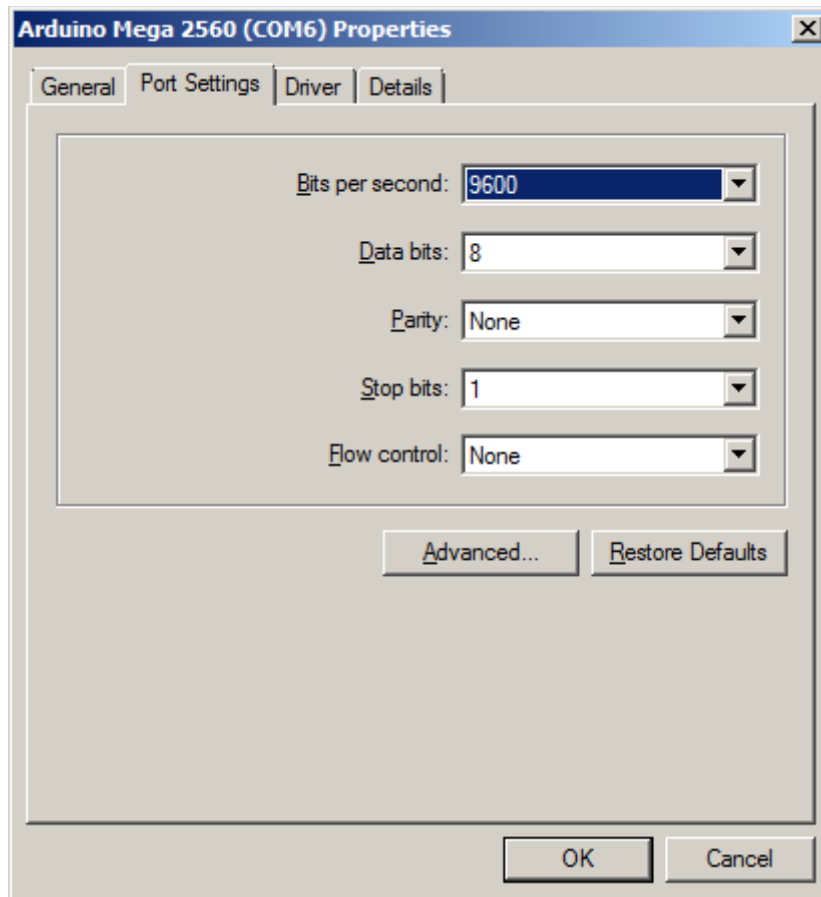 Arduino Mega 2560 (COM6) Properties
General Port Settings Driver Details
Bits per second: 9600
Data bits: 8
Parity: None
Stop bits: 1
Flow control: None
Advanced... Restore Defaults
OK Cancel